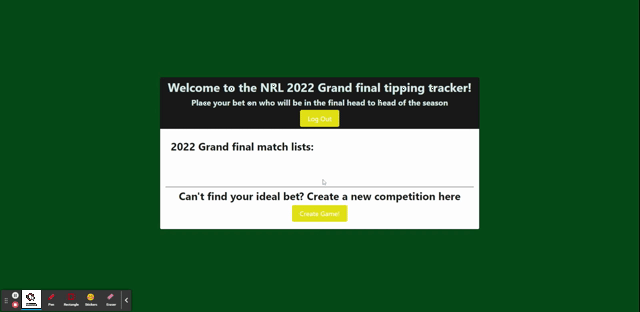 Welcome to the NRL 2022 Grand final tipping tracker!
Place your bet on who will be in the final head to head of the season
Log Out
2022 Grand final match lists:
Can't find your ideal bet? Create a new competition here
Create Game!
Pen Rectangle Stickers Eraser